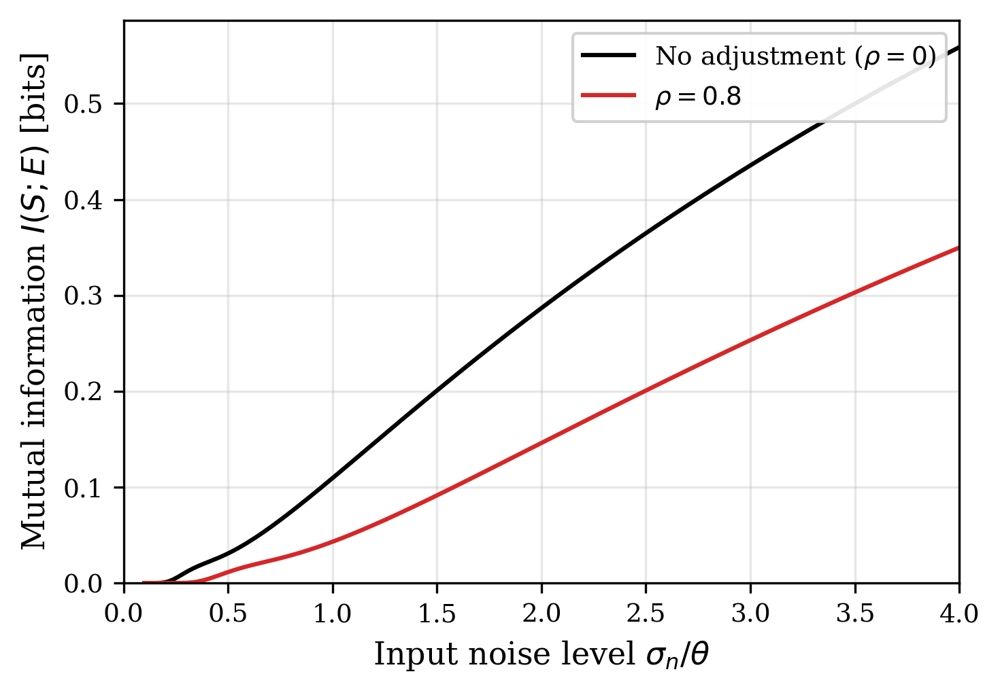 No adjustment (ρ = 0)
ρ = 0.8
Mutual information I(S; E) [bits]
0.5
0.4
0.3
0.2
0.1
0.0
0.0 0.5 1.0 1.5 2.0 2.5 3.0 3.5 4.0
Input noise level σₙ/θ